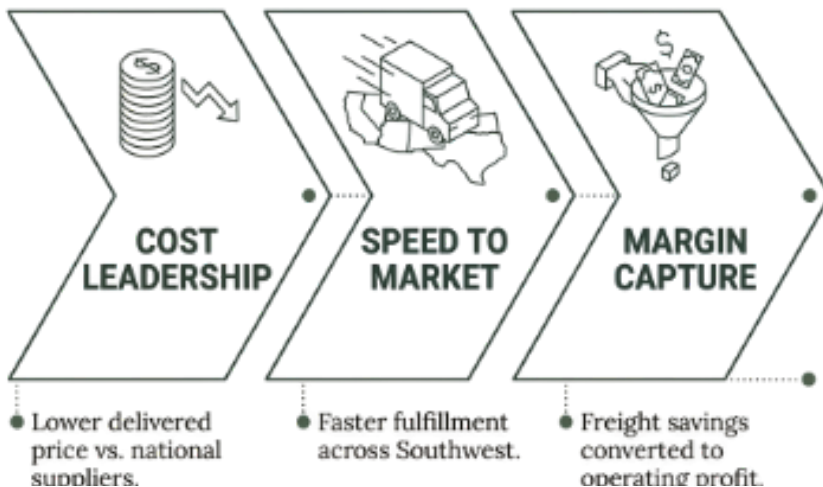 COST
LEADERSHIP
SPEED TO
MARKET
MARGIN
CAPTURE
Lower delivered
price vs. national
suppliers.
Faster fulfillment
across Southwest.
Freight savings
converted to
operating profit.